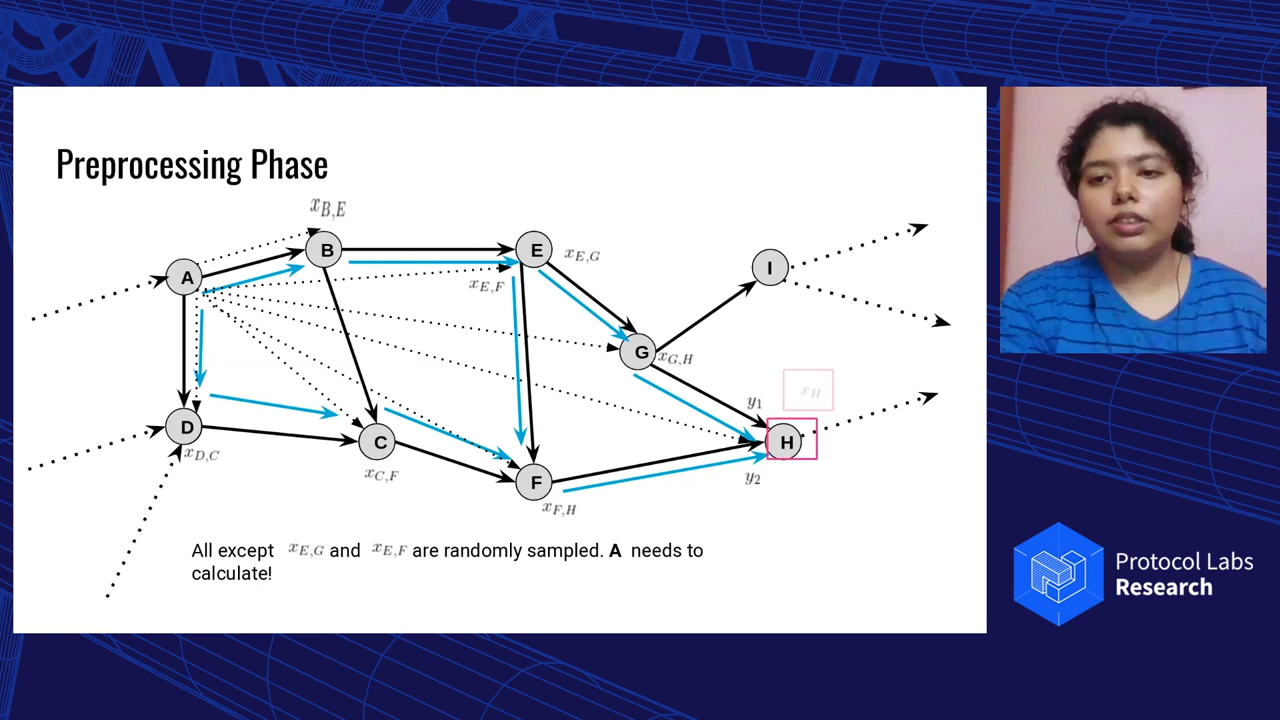 Preprocessing Phase
x_{B,E}
B
E
x_{E,G}
I
A
x_{E,F}
G
x_{G,H}
x_H
y_1
D
x_{D,C}
C
H
x_{C,F}
F
y_2
x_{F,H}
All except x_{E,G} and x_{E,F} are randomly sampled. A needs to
calculate!
Protocol Labs
Research